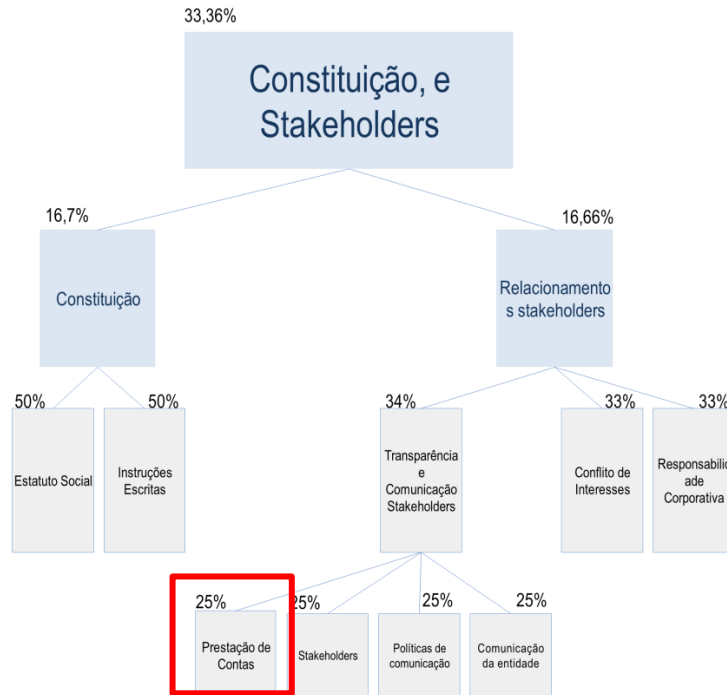 33,36%
Constituição, e
Stakeholders
16,7%
16,66%
Constituição
Relacionamento
s stakeholders
50%
50%
34%
33%
33%
Estatuto Social
Instruções
Escritas
Transparência
e
Comunicação
Stakeholders
Conflito de
Interesses
Responsabilid
ade
Corporativa
25%
25%
25%
25%
Prestação de
Contas
Stakeholders
Políticas de
comunicação
Comunicação
da entidade